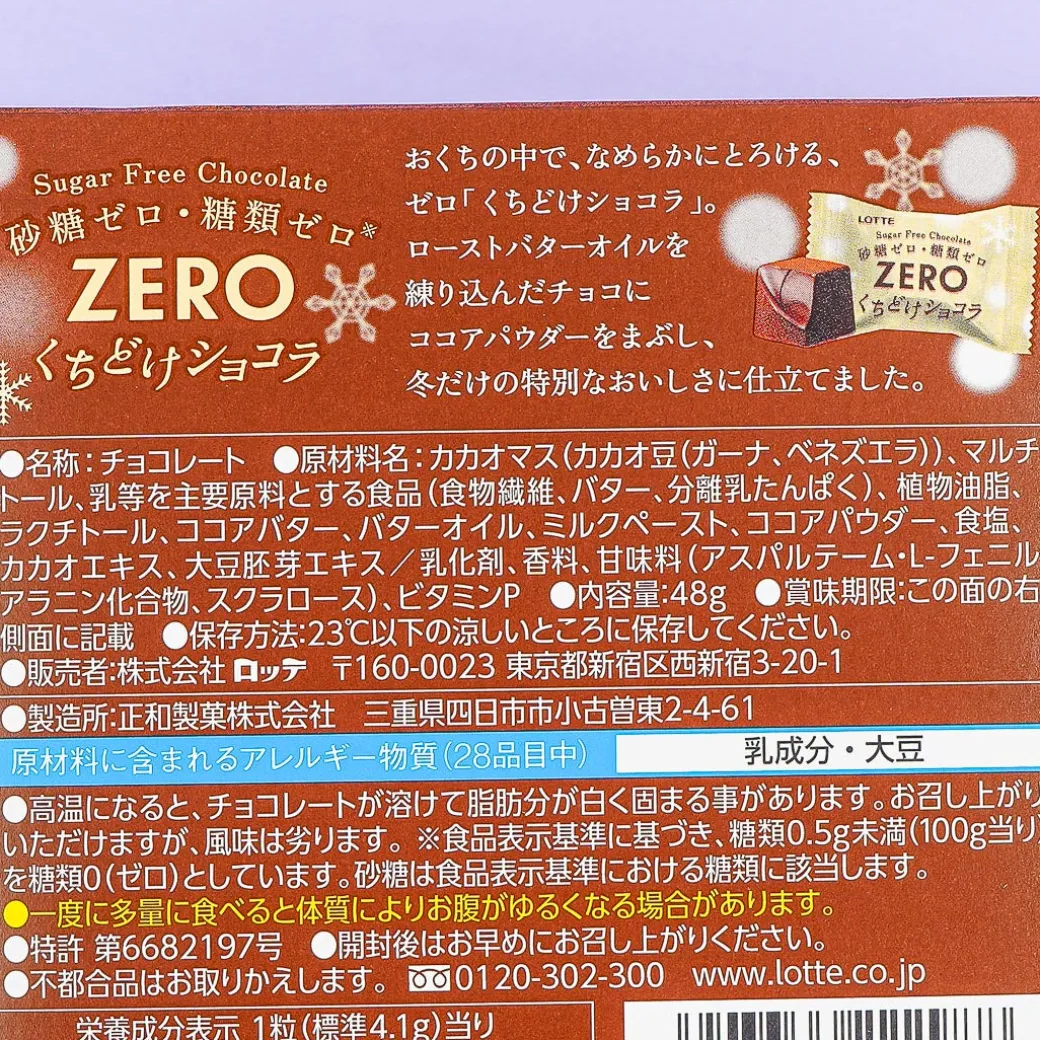 Sugar Free Chocolate
砂糖ゼロ・糖類ゼロ※
ZERO
くちどけショコラ
おくちの中で、なめらかにとろける、
ゼロ「くちどけショコラ」。
ローストバターオイルを
練り込んだチョコに
ココアパウダーをまぶし、
冬だけの特別なおいしさに仕立てました。
LOTTE
Sugar Free Chocolate
砂糖ゼロ・糖類ゼロ
ZERO
くちどけショコラ
●名称:チョコレート ●原材料名:カカオマス(カカオ豆(ガーナ、ベネズエラ))、マルチ
トール、乳等を主要原料とする食品(食物繊維、バター、分離乳たんぱく)、植物油脂、
ラクチトール、ココアバター、バターオイル、ミルクペースト、ココアパウダー、食塩、
カカオエキス、大豆胚芽エキス/乳化剤、香料、甘味料(アスパルテーム・L-フェニル
アラニン化合物、スクラロース)、ビタミンP ●内容量:48g ●賞味期限:この面の右
側面に記載 ●保存方法:23℃以下の涼しいところに保存してください。
●販売者:株式会社 ロッテ 〒160-0023 東京都新宿区西新宿3-20-1
●製造所:正和製菓株式会社 三重県四日市市小古曽東2-4-61
原材料に含まれるアレルギー物質(28品目中) 乳成分・大豆
●高温になると、チョコレートが溶けて脂肪分が白く固まる事があります。お召し上がり
いただけますが、風味は劣ります。 ※食品表示基準に基づき、糖類0.5g未満(100g当り)
を糖類0(ゼロ)としています。砂糖は食品表示基準における糖類に該当します。
●一度に多量に食べると体質によりお腹がゆるくなる場合があります。
●特許 第6682197号 ●開封後はお早めにお召し上がりください。
●不都合品はお取りかえします。 0120-302-300 www.lotte.co.jp
栄養成分表示 1粒(標準4.1g)当り